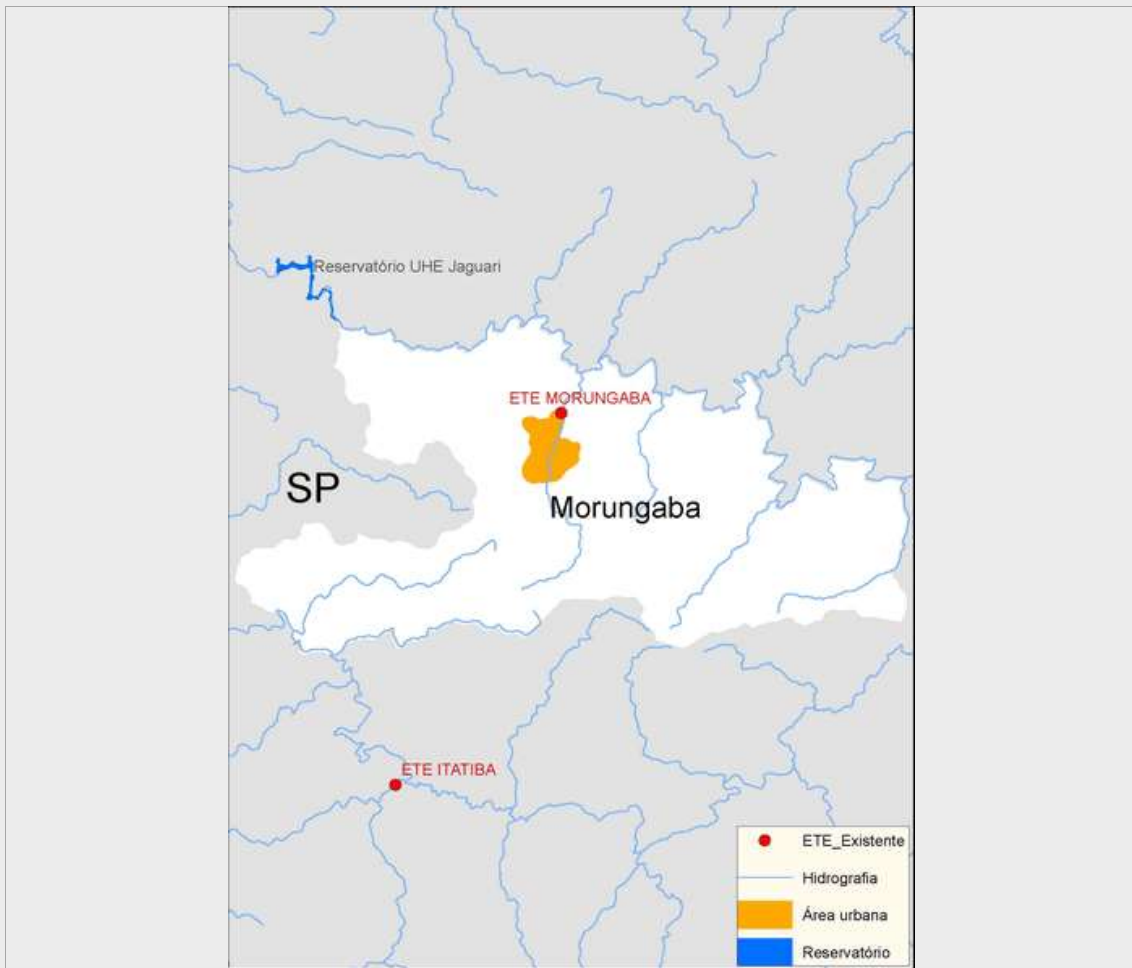 Reservatório UHE Jaguari
ETE MORUNGABA
SP
Morungaba
ETE ITATIBA
ETE_Existente
Hidrografia
Área urbana
Reservatório